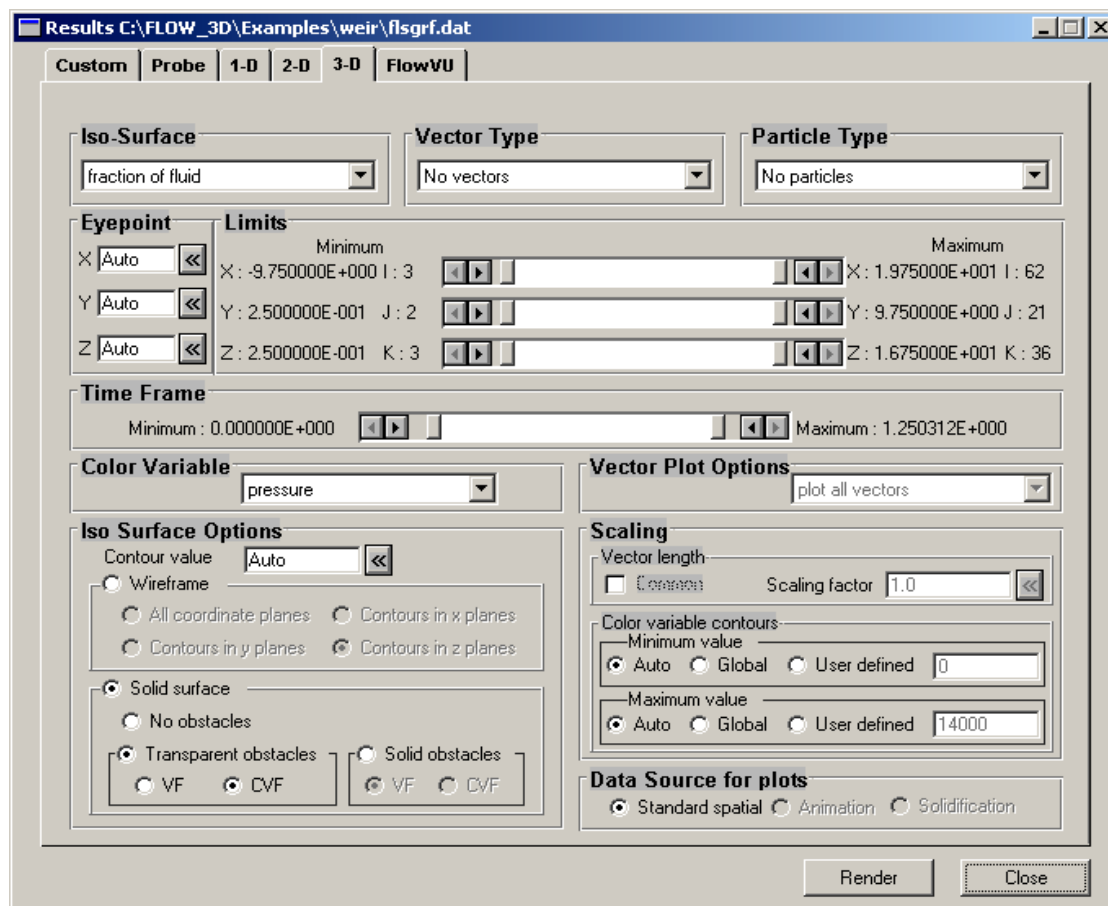 Results C:\FLOW_3D\Examples\weir\flsgrf.dat
Custom Probe 1-D 2-D 3-D FlowVU
Iso-Surface Vector Type Particle Type
fraction of fluid No vectors No particles
Eyepoint Limits
Minimum Maximum
X Auto X : -9.750000E+000 I : 3 X : 1.975000E+001 I : 62
Y Auto Y : 2.500000E-001 J : 2 Y : 9.750000E+000 J : 21
Z Auto Z : 2.500000E-001 K : 3 Z : 1.675000E+001 K : 36
Time Frame
Minimum : 0.000000E+000 Maximum : 1.250312E+000
Color Variable
pressure
Vector Plot Options
plot all vectors
Iso Surface Options
Contour value Auto
Wireframe
All coordinate planes Contours in x planes
Contours in y planes Contours in z planes
Solid surface
No obstacles
Transparent obstacles Solid obstacles
VF CVF VF CVF
Scaling
Vector length
Common Scaling factor 1.0
Color variable contours
Minimum value
Auto Global User defined 0
Maximum value
Auto Global User defined 14000
Data Source for plots
Standard spatial Animation Solidification
Render Close